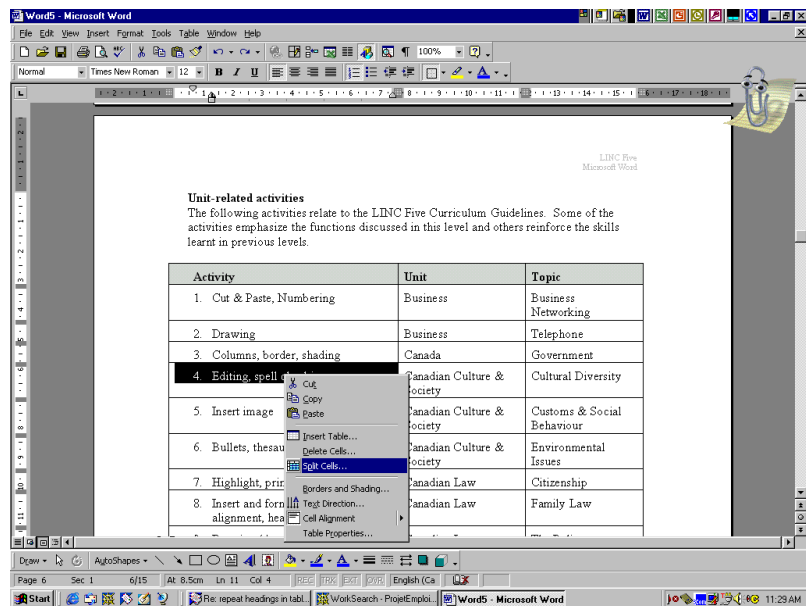 Word5 - Microsoft Word
File Edit View Insert Format Tools Table Window Help
100%
Normal Times New Roman 12 B I U
LINC Five
Microsoft Word
Unit-related activities
The following activities relate to the LINC Five Curriculum Guidelines. Some of the
activities emphasize the functions discussed in this level and others reinforce the skills
learnt in previous levels.
Activity Unit Topic
1. Cut & Paste, Numbering Business Business
Networking
2. Drawing Business Telephone
3. Columns, border, shading Canada Government
4. Editing, spell Canadian Culture & Cultural Diversity
Society
5. Insert image Canadian Culture & Customs & Social
Society Behaviour
6. Bullets, Canadian Culture & Environmental
Society Issues
7. Highlight, Canadian Law Citizenship
8. Insert and Canadian Law Family Law
alignment,
Cut
Copy
Paste
Insert Table...
Delete Cells...
Split Cells...
Borders and Shading...
Text Direction...
Cell Alignment
Table Properties...
Draw AutoShapes
Page 6 Sec 1 6/15 At 8.5cm Ln 11 Col 4 REC TRK EXT OVR English (Ca
Start Re: repeat headings in tabl... WorkSearch - ProjetEmploi... Word5 - Microsoft Word 11:29 AM